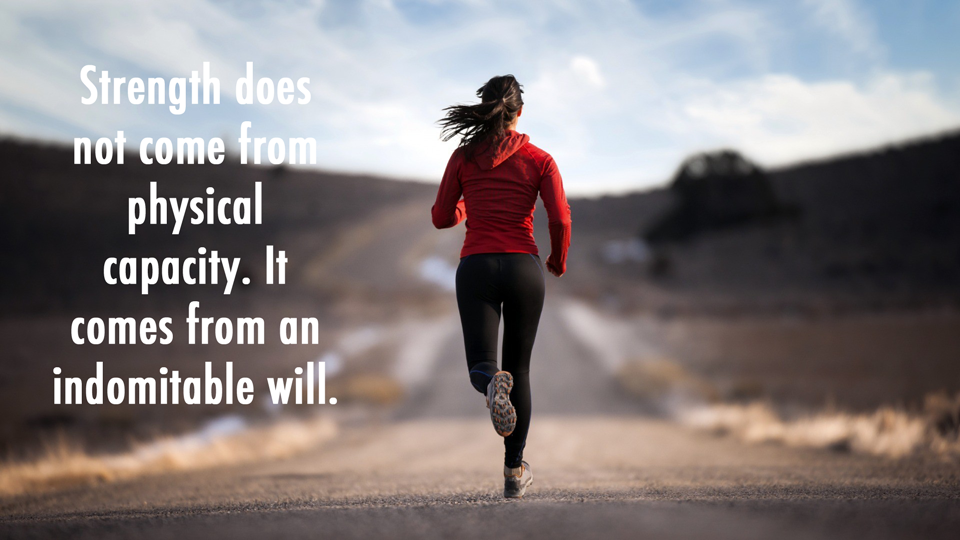 Strength does
not come from
physical
capacity. It
comes from an
indomitable will.